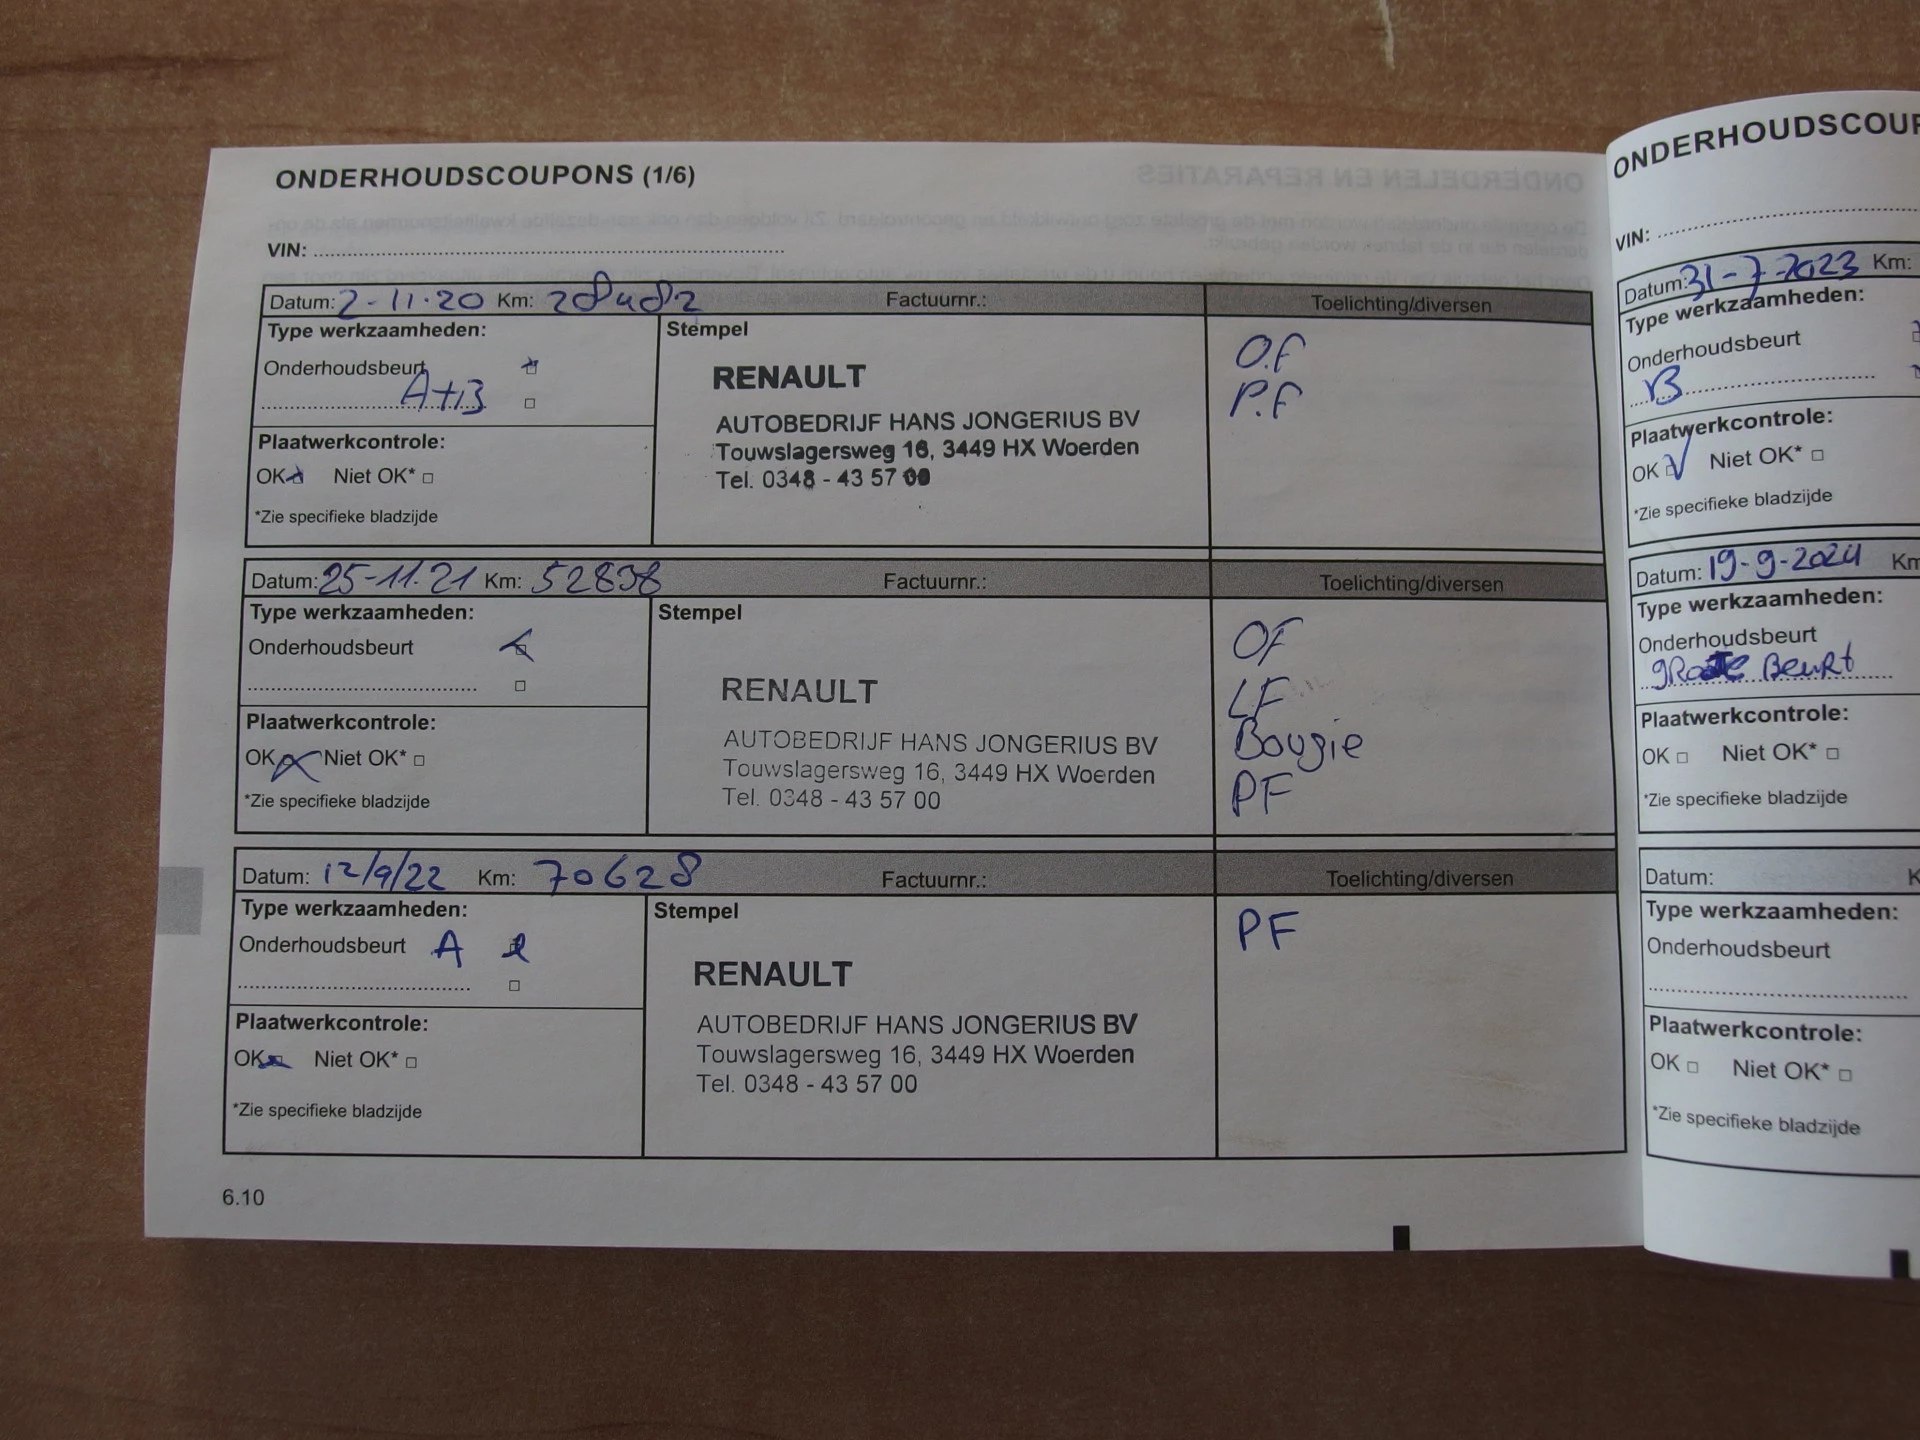 ONDERHOUDSCOUPONS (1/6)
VIN:
Datum: 2-11-20 Km: 28482 Factuurnr.: Toelichting/diversen
Type werkzaamheden:
Stempel
Onderhoudsbeurt
A+B
Plaatwerkcontrole:
OK Niet OK*
*Zie specifieke bladzijde
RENAULT
AUTOBEDRIJF HANS JONGERIUS BV
Touwslagersweg 16, 3449 HX Woerden
Tel. 0348 - 43 57 00
O.F
P.F
Datum: 25-11-21 Km: 52838 Factuurnr.: Toelichting/diversen
Type werkzaamheden:
Stempel
Onderhoudsbeurt
Plaatwerkcontrole:
OK Niet OK*
*Zie specifieke bladzijde
RENAULT
AUTOBEDRIJF HANS JONGERIUS BV
Touwslagersweg 16, 3449 HX Woerden
Tel. 0348 - 43 57 00
OF
LF
Bougie
PF
Datum: 12/9/22 Km: 70628 Factuurnr.: Toelichting/diversen
Type werkzaamheden:
Stempel
Onderhoudsbeurt A
Plaatwerkcontrole:
OK Niet OK*
*Zie specifieke bladzijde
RENAULT
AUTOBEDRIJF HANS JONGERIUS BV
Touwslagersweg 16, 3449 HX Woerden
Tel. 0348 - 43 57 00
PF
6.10
VIN:
Datum: 31-7-2023 Km:
Type werkzaamheden:
Onderhoudsbeurt
B
Plaatwerkcontrole:
OK Niet OK*
*Zie specifieke bladzijde
Datum: 19-9-2024
Type werkzaamheden:
Onderhoudsbeurt
grote Beurt
Plaatwerkcontrole:
OK Niet OK*
*Zie specifieke bladzijde
Datum:
Type werkzaamheden:
Onderhoudsbeurt
Plaatwerkcontrole:
OK Niet OK*
*Zie specifieke bladzijde